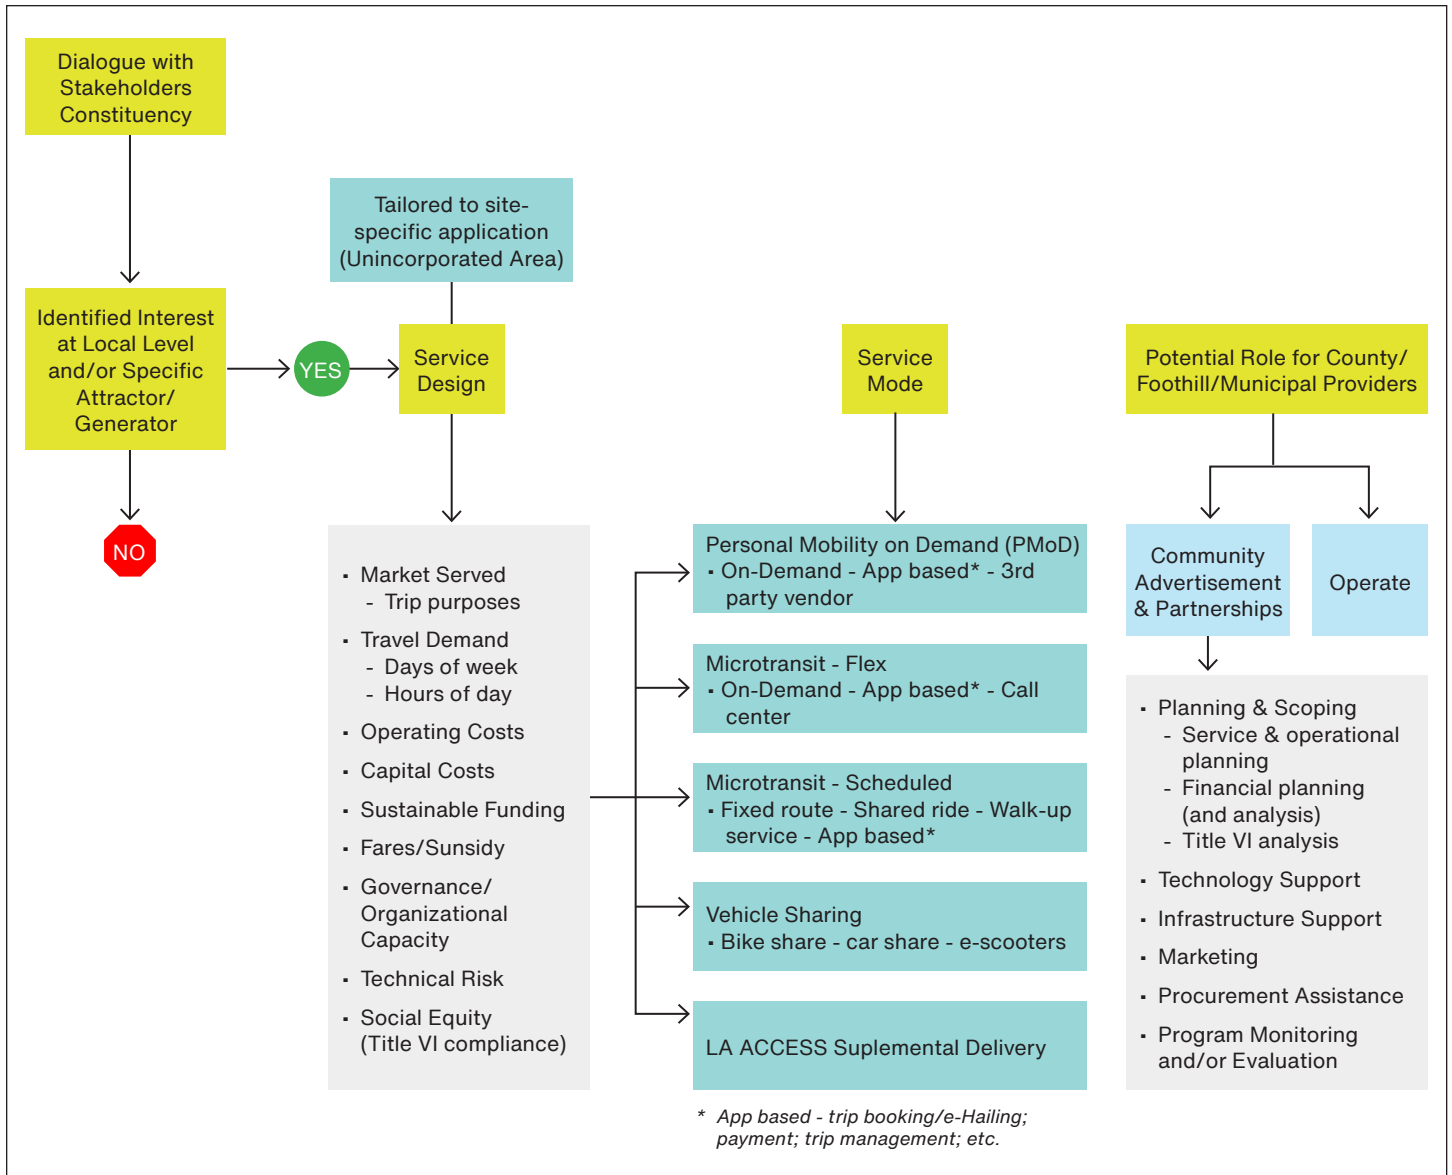 Dialogue with
Stakeholders
Constituency
Identified Interest
at Local Level
and/or Specific
Attractor/
Generator
YES
NO
Tailored to site-
specific application
(Unincorporated Area)
Service
Design
▪ Market Served
- Trip purposes
▪ Travel Demand
- Days of week
- Hours of day
▪ Operating Costs
▪ Capital Costs
▪ Sustainable Funding
▪ Fares/Sunsidy
▪ Governance/
Organizational
Capacity
▪ Technical Risk
▪ Social Equity
(Title VI compliance)
Service
Mode
Personal Mobility on Demand (PMoD)
▪ On-Demand - App based* - 3rd
party vendor
Microtransit - Flex
▪ On-Demand - App based* - Call
center
Microtransit - Scheduled
▪ Fixed route - Shared ride - Walk-up
service - App based*
Vehicle Sharing
▪ Bike share - car share - e-scooters
LA ACCESS Suplemental Delivery
* App based - trip booking/e-Hailing;
payment; trip management; etc.
Potential Role for County/
Foothill/Municipal Providers
Community
Advertisement
& Partnerships
Operate
▪ Planning & Scoping
- Service & operational
planning
- Financial planning
(and analysis)
- Title VI analysis
▪ Technology Support
▪ Infrastructure Support
▪ Marketing
▪ Procurement Assistance
▪ Program Monitoring
and/or Evaluation